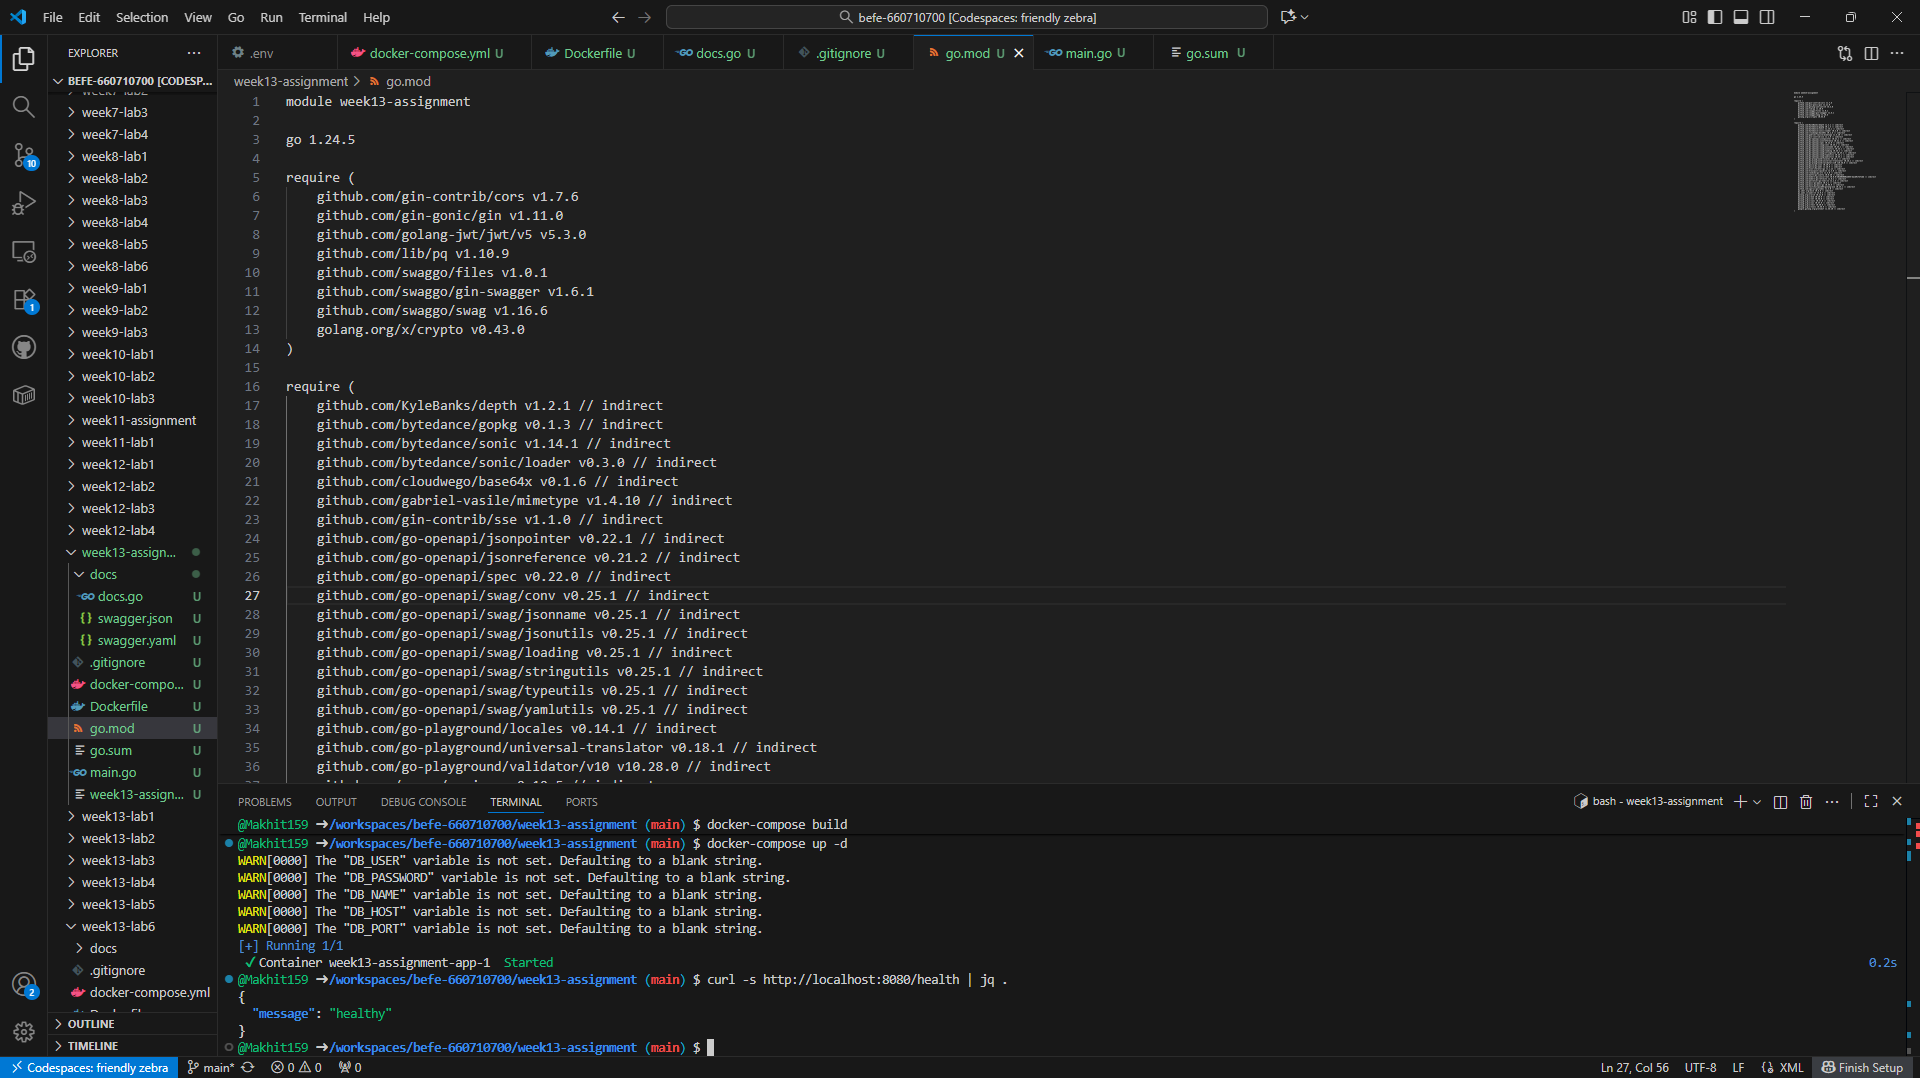 File Edit Selection View Go Run Terminal Help
befe-660710700 [Codespaces: friendly zebra]
EXPLORER
.env
docker-compose.yml U
Dockerfile U
docs.go U
.gitignore U
go.mod U
main.go U
go.sum U
BEFE-660710700 [CODESP...
week7-lab3
week7-lab4
week8-lab1
week8-lab2
week8-lab3
week8-lab4
week8-lab5
week8-lab6
week9-lab1
week9-lab2
week9-lab3
week10-lab1
week10-lab2
week10-lab3
week11-assignment
week11-lab1
week12-lab1
week12-lab2
week12-lab3
week12-lab4
week13-assign...
docs
docs.go U
swagger.json U
swagger.yaml U
.gitignore U
docker-compo... U
Dockerfile U
go.mod U
go.sum U
main.go U
week13-assign... U
week13-lab1
week13-lab2
week13-lab3
week13-lab4
week13-lab5
week13-lab6
docs
.gitignore
docker-compose.yml
OUTLINE
TIMELINE
10
1
2
week13-assignment > go.mod
1 module week13-assignment
2
3 go 1.24.5
4
5 require (
6 github.com/gin-contrib/cors v1.7.6
7 github.com/gin-gonic/gin v1.11.0
8 github.com/golang-jwt/jwt/v5 v5.3.0
9 github.com/lib/pq v1.10.9
10 github.com/swaggo/files v1.0.1
11 github.com/swaggo/gin-swagger v1.6.1
12 github.com/swaggo/swag v1.16.6
13 golang.org/x/crypto v0.43.0
14 )
15
16 require (
17 github.com/KyleBanks/depth v1.2.1 // indirect
18 github.com/bytedance/gopkg v0.1.3 // indirect
19 github.com/bytedance/sonic v1.14.1 // indirect
20 github.com/bytedance/sonic/loader v0.3.0 // indirect
21 github.com/cloudwego/base64x v0.1.6 // indirect
22 github.com/gabriel-vasile/mimetype v1.4.10 // indirect
23 github.com/gin-contrib/sse v1.1.0 // indirect
24 github.com/go-openapi/jsonpointer v0.22.1 // indirect
25 github.com/go-openapi/jsonreference v0.21.2 // indirect
26 github.com/go-openapi/spec v0.22.0 // indirect
27 github.com/go-openapi/swag/conv v0.25.1 // indirect
28 github.com/go-openapi/swag/jsonname v0.25.1 // indirect
29 github.com/go-openapi/swag/jsonutils v0.25.1 // indirect
30 github.com/go-openapi/swag/loading v0.25.1 // indirect
31 github.com/go-openapi/swag/stringutils v0.25.1 // indirect
32 github.com/go-openapi/swag/typeutils v0.25.1 // indirect
33 github.com/go-openapi/swag/yamlutils v0.25.1 // indirect
34 github.com/go-playground/locales v0.14.1 // indirect
35 github.com/go-playground/universal-translator v0.18.1 // indirect
36 github.com/go-playground/validator/v10 v10.28.0 // indirect
PROBLEMS OUTPUT DEBUG CONSOLE TERMINAL PORTS
bash - week13-assignment
@Makhit159 →/workspaces/befe-660710700/week13-assignment (main) $ docker-compose build
@Makhit159 →/workspaces/befe-660710700/week13-assignment (main) $ docker-compose up -d
WARN[0000] The "DB_USER" variable is not set. Defaulting to a blank string.
WARN[0000] The "DB_PASSWORD" variable is not set. Defaulting to a blank string.
WARN[0000] The "DB_NAME" variable is not set. Defaulting to a blank string.
WARN[0000] The "DB_HOST" variable is not set. Defaulting to a blank string.
WARN[0000] The "DB_PORT" variable is not set. Defaulting to a blank string.
[+] Running 1/1
✓Container week13-assignment-app-1 Started 0.2s
@Makhit159 →/workspaces/befe-660710700/week13-assignment (main) $ curl -s http://localhost:8080/health | jq .
{
"message": "healthy"
}
@Makhit159 →/workspaces/befe-660710700/week13-assignment (main) $
Codespaces: friendly zebra main* 0 0 0
Ln 27, Col 56 UTF-8 LF XML Finish Setup